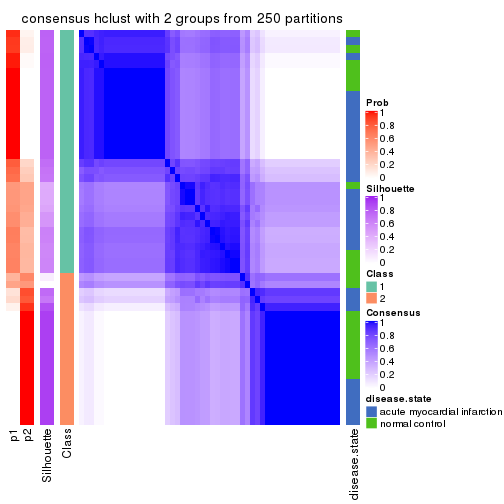 consensus hclust with 2 groups from 250 partitions
Prob
1
0.8
0.6
0.4
0.2
0
Silhouette
1
0.8
0.6
0.4
0.2
0
Class
1
2
Consensus
1
0.8
0.6
0.4
0.2
0
disease.state
acute myocardial infarction
normal control
p1
p2
Silhouette
Class
disease.state